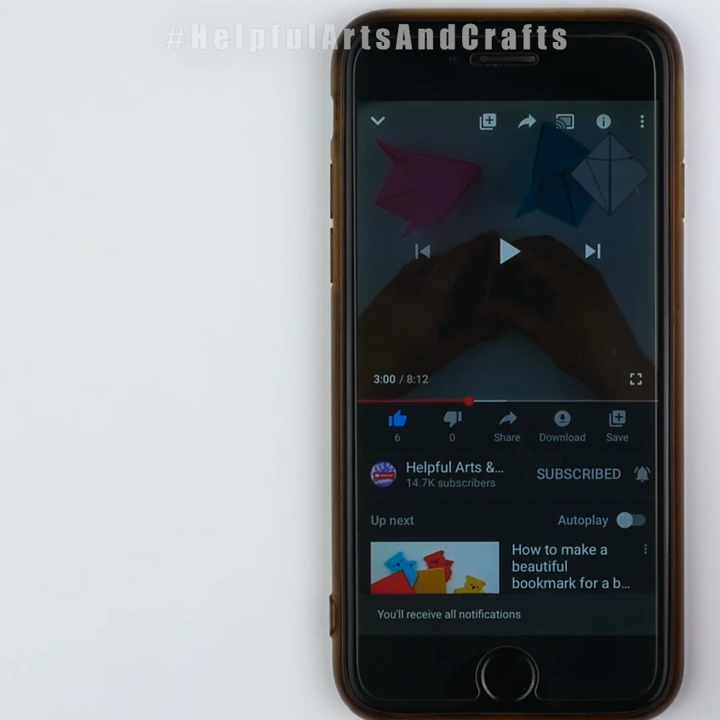 #HelpfulArtsAndCrafts
3:00 / 8:12
6
0
Share
Download
Save
Helpful Arts &...
SUBSCRIBED
14.7K subscribers
Up next
Autoplay
How to make a
beautiful
bookmark for a b...
You'll receive all notifications